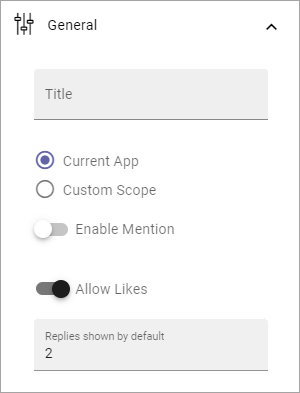 General
Title
Current App
Custom Scope
Enable Mention
Allow Likes
Replies shown by default
2